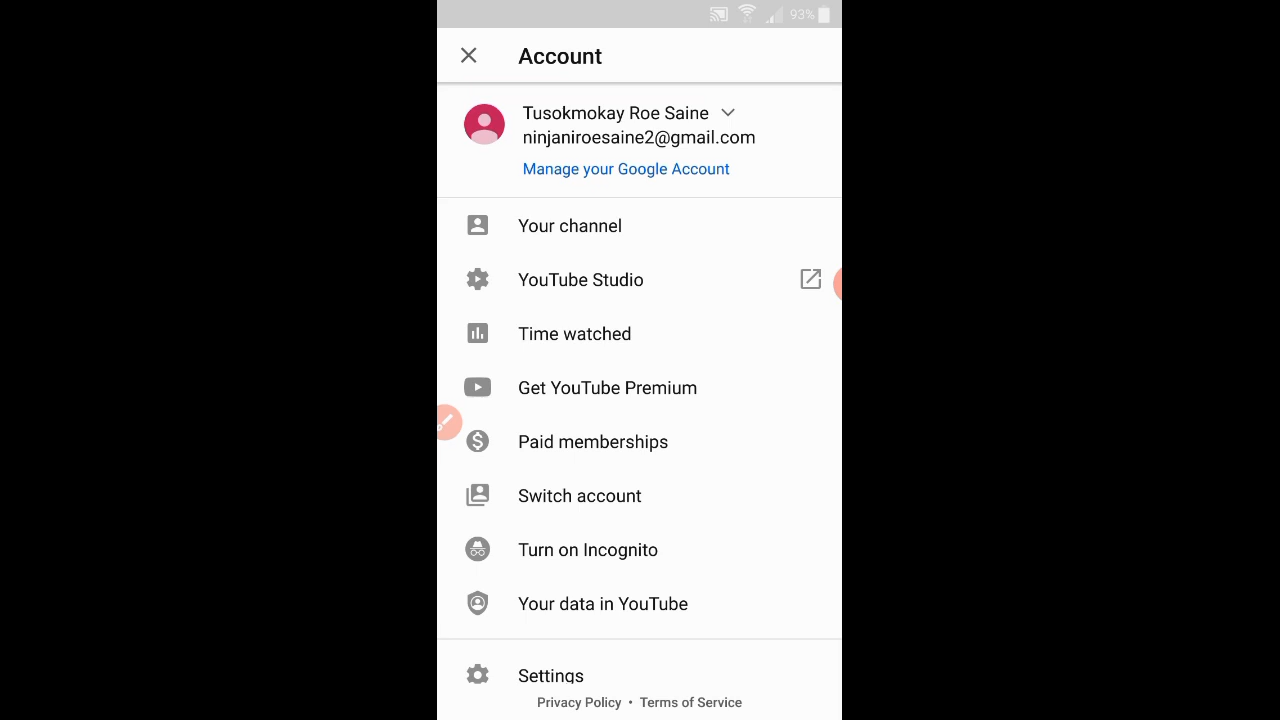 93%
Account
Tusokmokay Roe Saine
ninjaniroesaine2@gmail.com
Manage your Google Account
Your channel
YouTube Studio
Time watched
Get YouTube Premium
Paid memberships
Switch account
Turn on Incognito
Your data in YouTube
Settings
Privacy Policy • Terms of Service